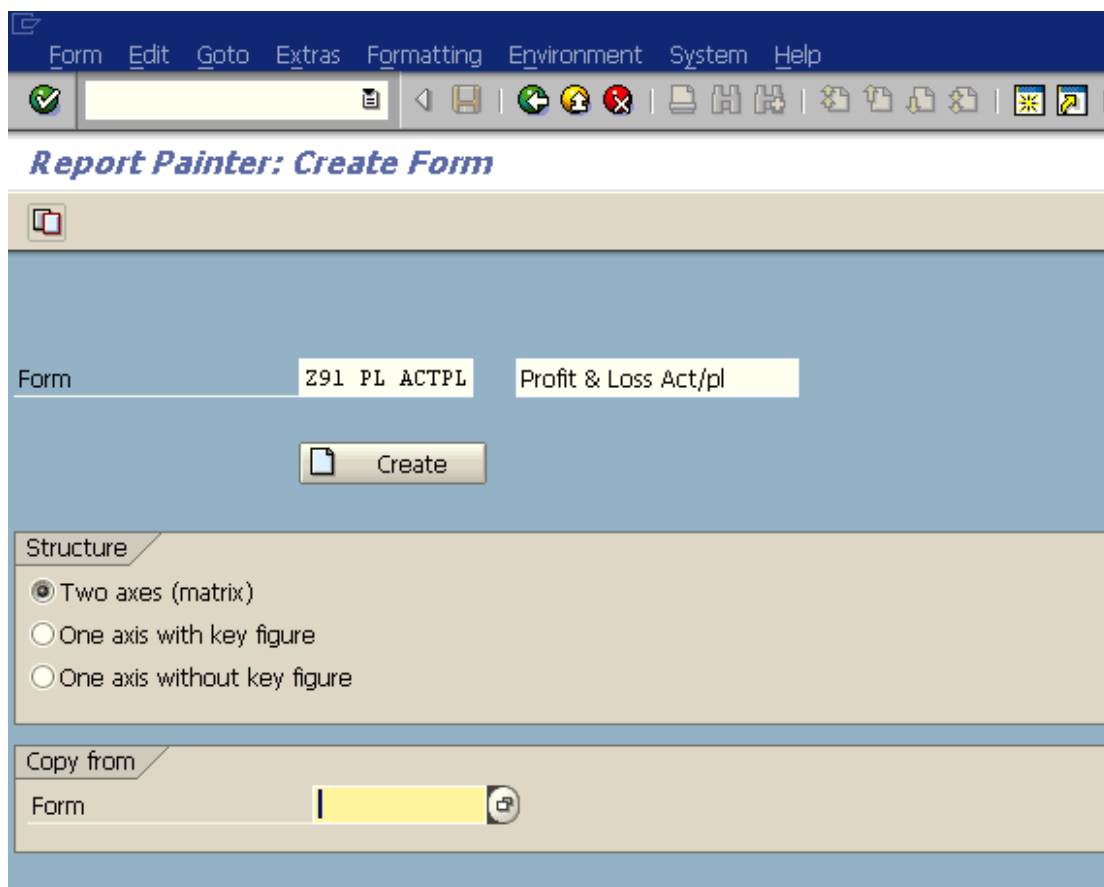 Form Edit Goto Extras Formatting Environment System Help
Report Painter: Create Form
Form Z91 PL ACTPL Profit & Loss Act/pl
Create
Structure
Two axes (matrix)
One axis with key figure
One axis without key figure
Copy from
Form